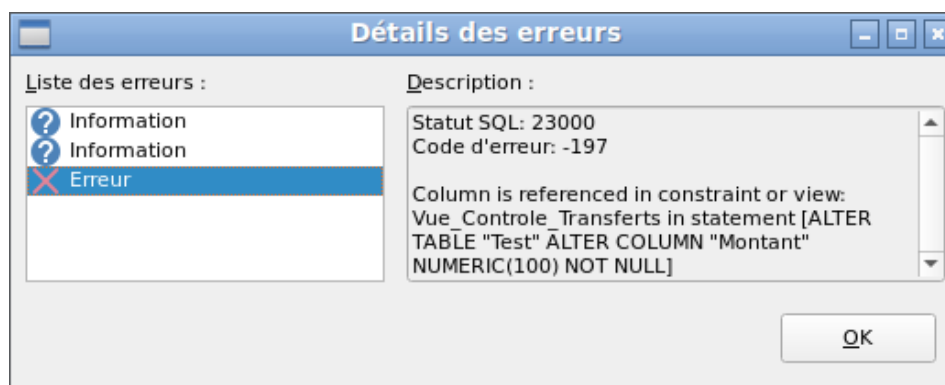 Détails des erreurs
Liste des erreurs :
Information
Information
Erreur
Description :
Statut SQL: 23000
Code d'erreur: -197
Column is referenced in constraint or view:
Vue_Controle_Transferts in statement [ALTER
TABLE "Test" ALTER COLUMN "Montant"
NUMERIC(100) NOT NULL]
OK